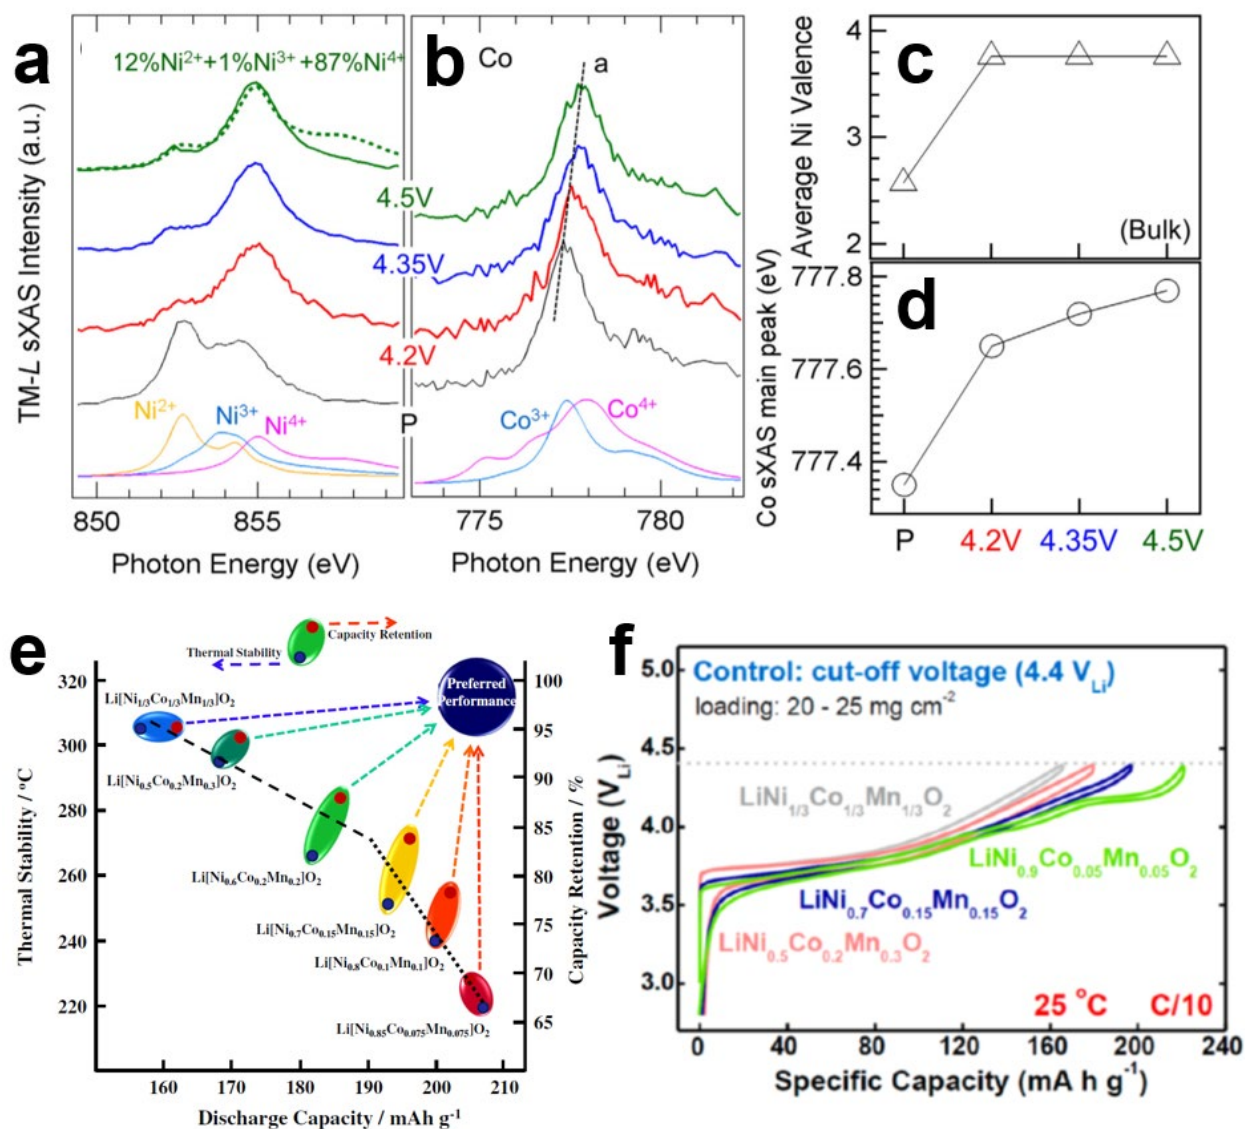 a
12%Ni2++1%Ni3++87%Ni4+
TM-L sXAS Intensity (a.u.)
4.5V
4.35V
4.2V
P
Ni2+
Ni3+
Ni4+
850
855
Photon Energy (eV)
b
Co
a
Co3+
Co4+
775
780
Photon Energy (eV)
c
Average Ni Valence
4
3
2
(Bulk)
d
Co sXAS main peak (eV)
777.8
777.6
777.4
P
4.2V
4.35V
4.5V
e
Capacity Retention
Thermal Stability
Thermal Stability / oC
320
300
280
260
240
220
Li[Ni1/3Co1/3Mn1/3]O2
Li[Ni0.5Co0.2Mn0.3]O2
Li[Ni0.6Co0.2Mn0.2]O2
Li[Ni0.7Co0.15Mn0.15]O2
Li[Ni0.8Co0.1Mn0.1]O2
Li[Ni0.85Co0.075Mn0.075]O2
Preferred
Performance
100
95
90
85
80
75
70
65
Capacity Retention / %
160
170
180
190
200
210
Discharge Capacity / mAh g-1
f
Control: cut-off voltage (4.4 VLi)
loading: 20 - 25 mg cm-2
Voltage (VLi)
5.0
4.5
4.0
3.5
3.0
LiNi1/3Co1/3Mn1/3O2
LiNi0.9Co0.05Mn0.05O2
LiNi0.7Co0.15Mn0.15O2
LiNi0.5Co0.2Mn0.3O2
25 oC C/10
0
40
80
120
160
200
240
Specific Capacity (mA h g-1)